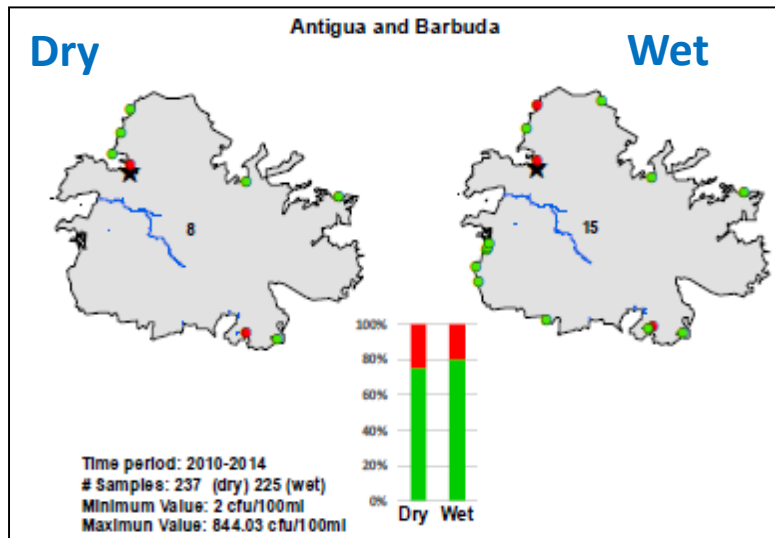 Antigua and Barbuda
Dry
Wet
8
15
100%
80%
60%
40%
20%
0%
Dry Wet
Time period: 2010-2014
# Samples: 237 (dry) 225 (wet)
Minimum Value: 2 cfu/100ml
Maximun Value: 844.03 cfu/100ml